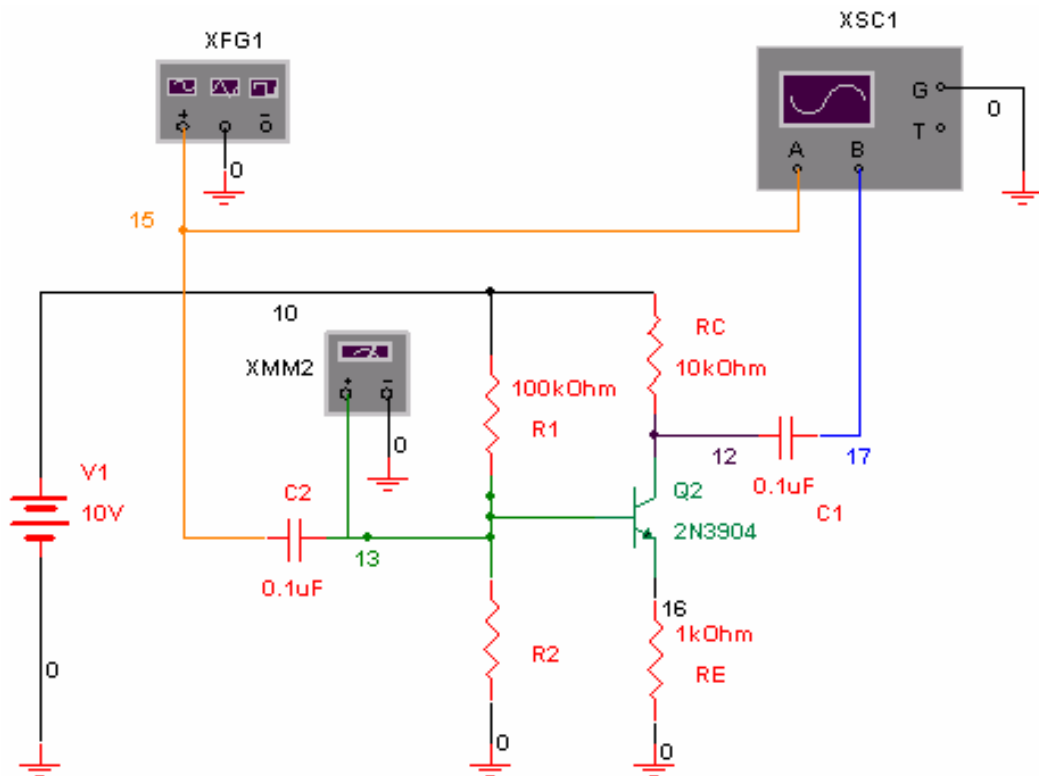 XFG1
XSC1
+
−
G
T
A
B
0
0
15
10
XMM2
+
−
0
RC
10kOhm
100kOhm
R1
12
17
0.1uF
C1
V1
10V
C2
0.1uF
13
Q2
2N3904
16
1kOhm
RE
R2
0
0
0